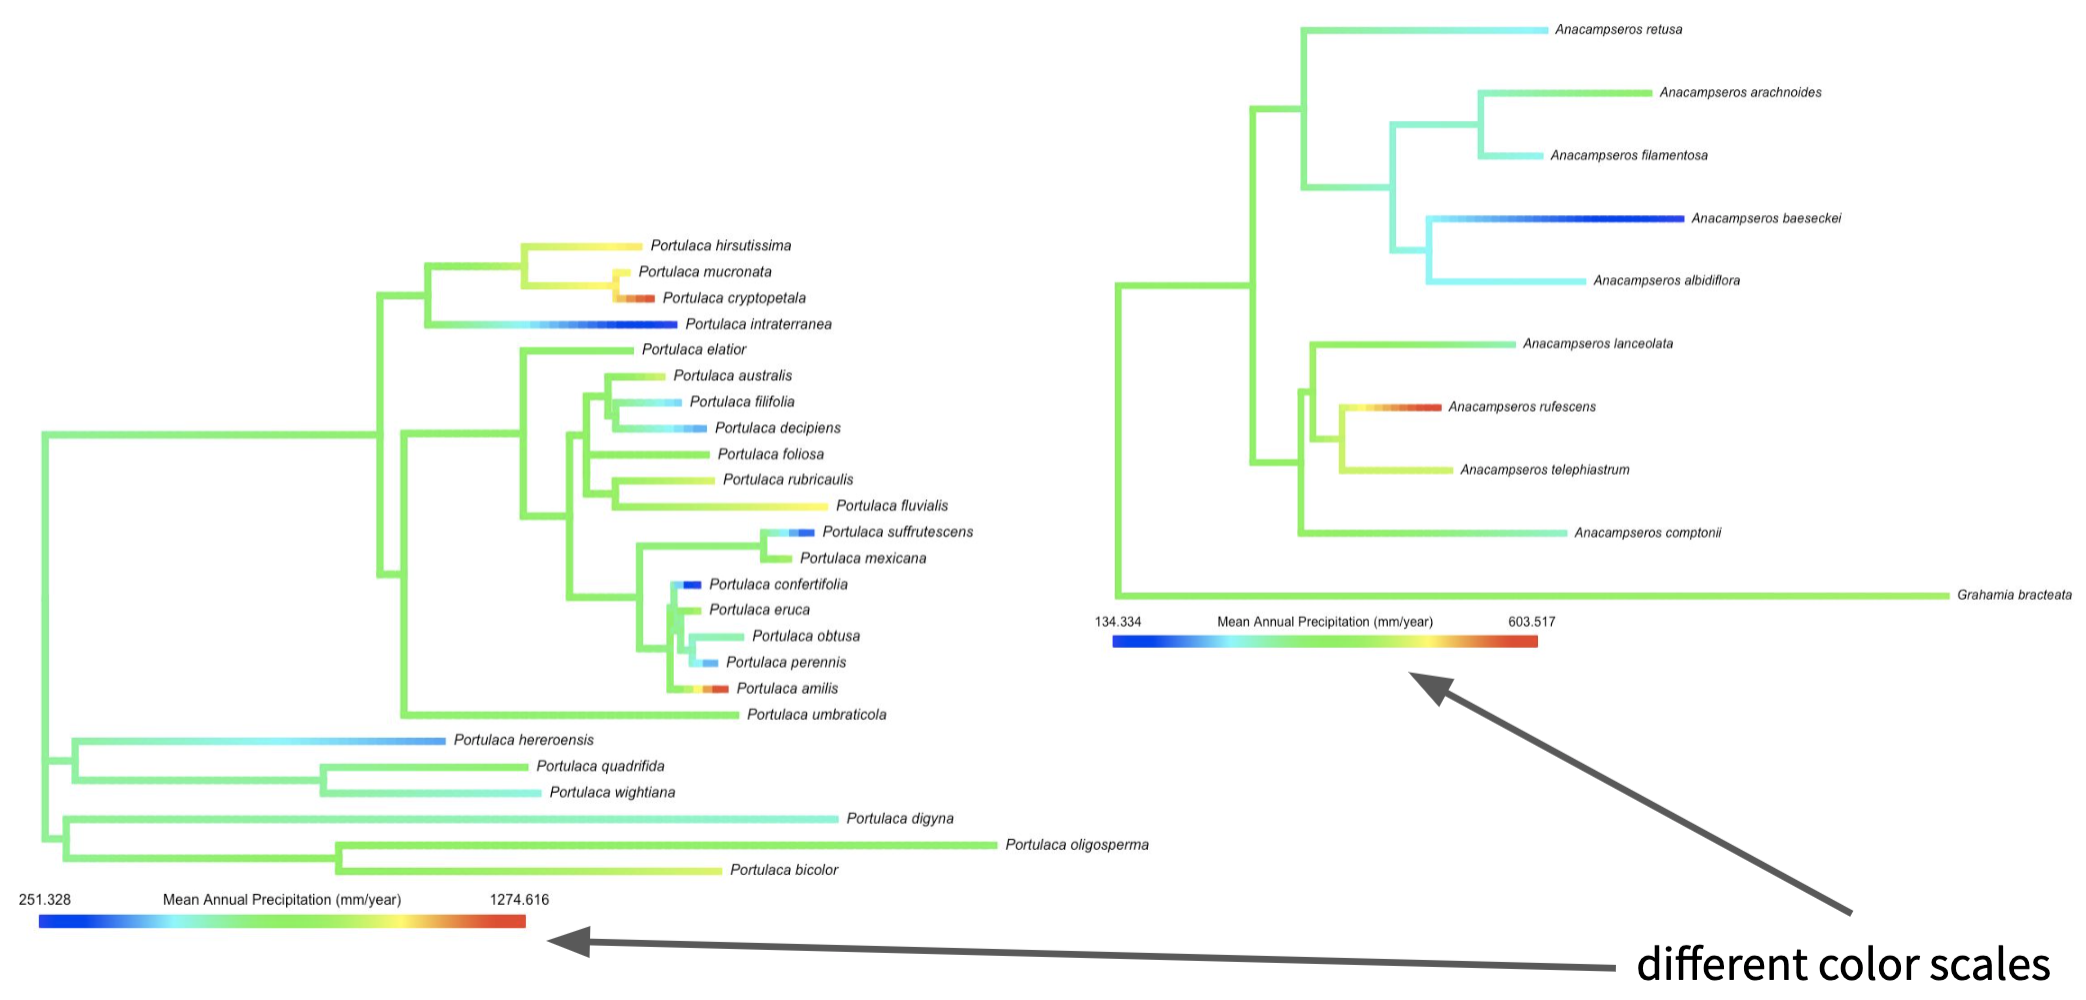 Portulaca hirsutissima
Portulaca mucronata
Portulaca cryptopetala
Portulaca intraterranea
Portulaca elatior
Portulaca australis
Portulaca filifolia
Portulaca decipiens
Portulaca foliosa
Portulaca rubricaulis
Portulaca fluvialis
Portulaca suffrutescens
Portulaca mexicana
Portulaca confertifolia
Portulaca eruca
Portulaca obtusa
Portulaca perennis
Portulaca amilis
Portulaca umbraticola
Portulaca hereroensis
Portulaca quadrifida
Portulaca wightiana
Portulaca digyna
Portulaca oligosperma
Portulaca bicolor
251.328 Mean Annual Precipitation (mm/year) 1274.616
Anacampseros retusa
Anacampseros arachnoides
Anacampseros filamentosa
Anacampseros baeseckei
Anacampseros albidiflora
Anacampseros lanceolata
Anacampseros rufescens
Anacampseros telephiastrum
Anacampseros comptonii
Grahamia bracteata
134.334 Mean Annual Precipitation (mm/year) 603.517
different color scales